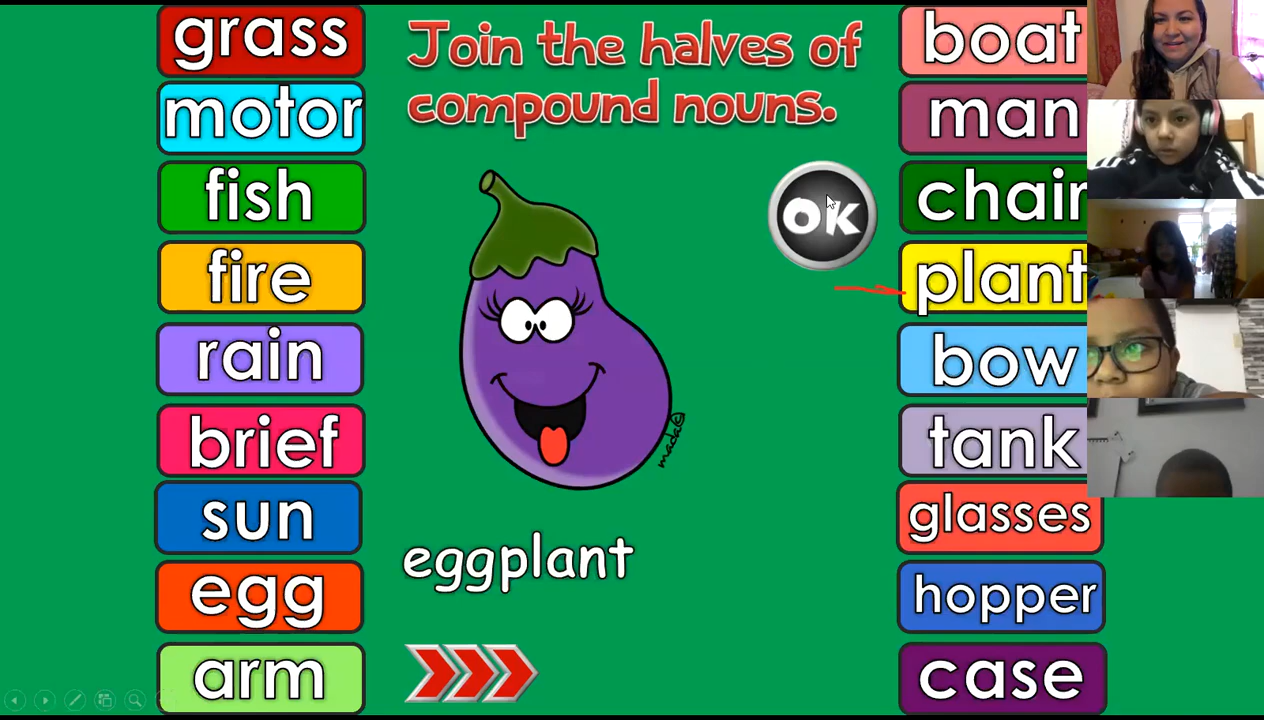 grass
motor
fish
fire
rain
brief
sun
egg
arm
Join the halves of
compound nouns.
OK
mada©
eggplant
boat
man
chair
plant
bow
tank
glasses
hopper
case